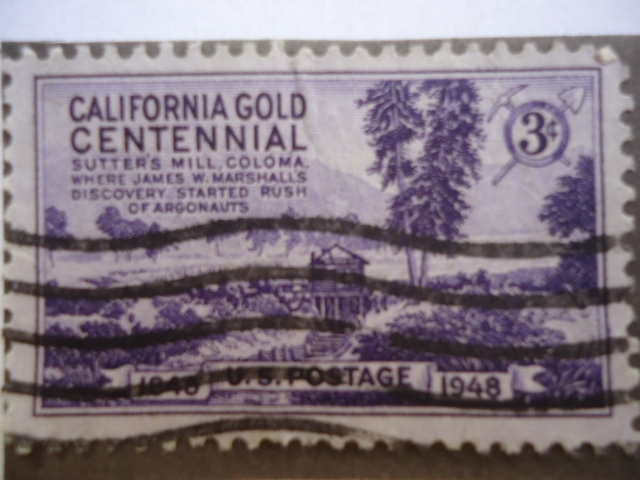 CALIFORNIA GOLD
CENTENNIAL
SUTTER'S MILL, COLOMA,
WHERE JAMES W. MARSHALL'S
DISCOVERY STARTED RUSH
OF ARGONAUTS
3¢
1848 U.S. POSTAGE 1948